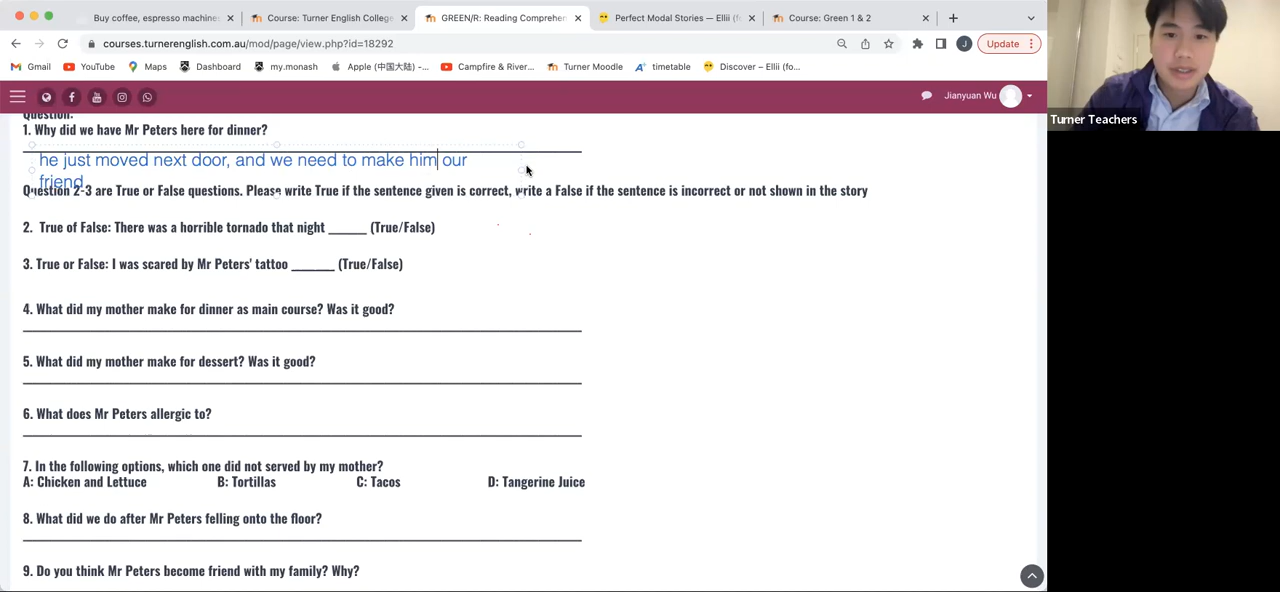 Buy coffee, espresso machine
Course: Turner English College
GREEN/R: Reading Comprehen
Perfect Modal Stories — Ellii (f
Course: Green 1 & 2
courses.turnerenglish.com.au/mod/page/view.php?id=18292
J
Update
Gmail
YouTube
Maps
Dashboard
my.monash
Apple (中国大陆) -...
Campfire & River...
Turner Moodle
timetable
Discover – Ellii (fo...
Jianyuan Wu
Turner Teachers
Question:
1. Why did we have Mr Peters here for dinner?
he just moved next door, and we need to make him our
friend
Question 2-3 are True or False questions. Please write True if the sentence given is correct, write a False if the sentence is incorrect or not shown in the story
2. True of False: There was a horrible tornado that night ______ (True/False)
3. True or False: I was scared by Mr Peters' tattoo _______ (True/False)
4. What did my mother make for dinner as main course? Was it good?
5. What did my mother make for dessert? Was it good?
6. What does Mr Peters allergic to?
7. In the following options, which one did not served by my mother?
A: Chicken and Lettuce B: Tortillas C: Tacos D: Tangerine Juice
8. What did we do after Mr Peters felling onto the floor?
9. Do you think Mr Peters become friend with my family? Why?